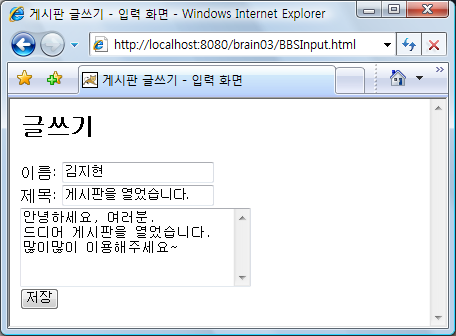 게시판 글쓰기 - 입력 화면 - Windows Internet Explorer
http://localhost:8080/brain03/BBSInput.html
게시판 글쓰기 - 입력 화면
글쓰기
이름: 김지현
제목: 게시판을 열었습니다.
안녕하세요, 여러분.
드디어 게시판을 열었습니다.
많이많이 이용해주세요~
저장